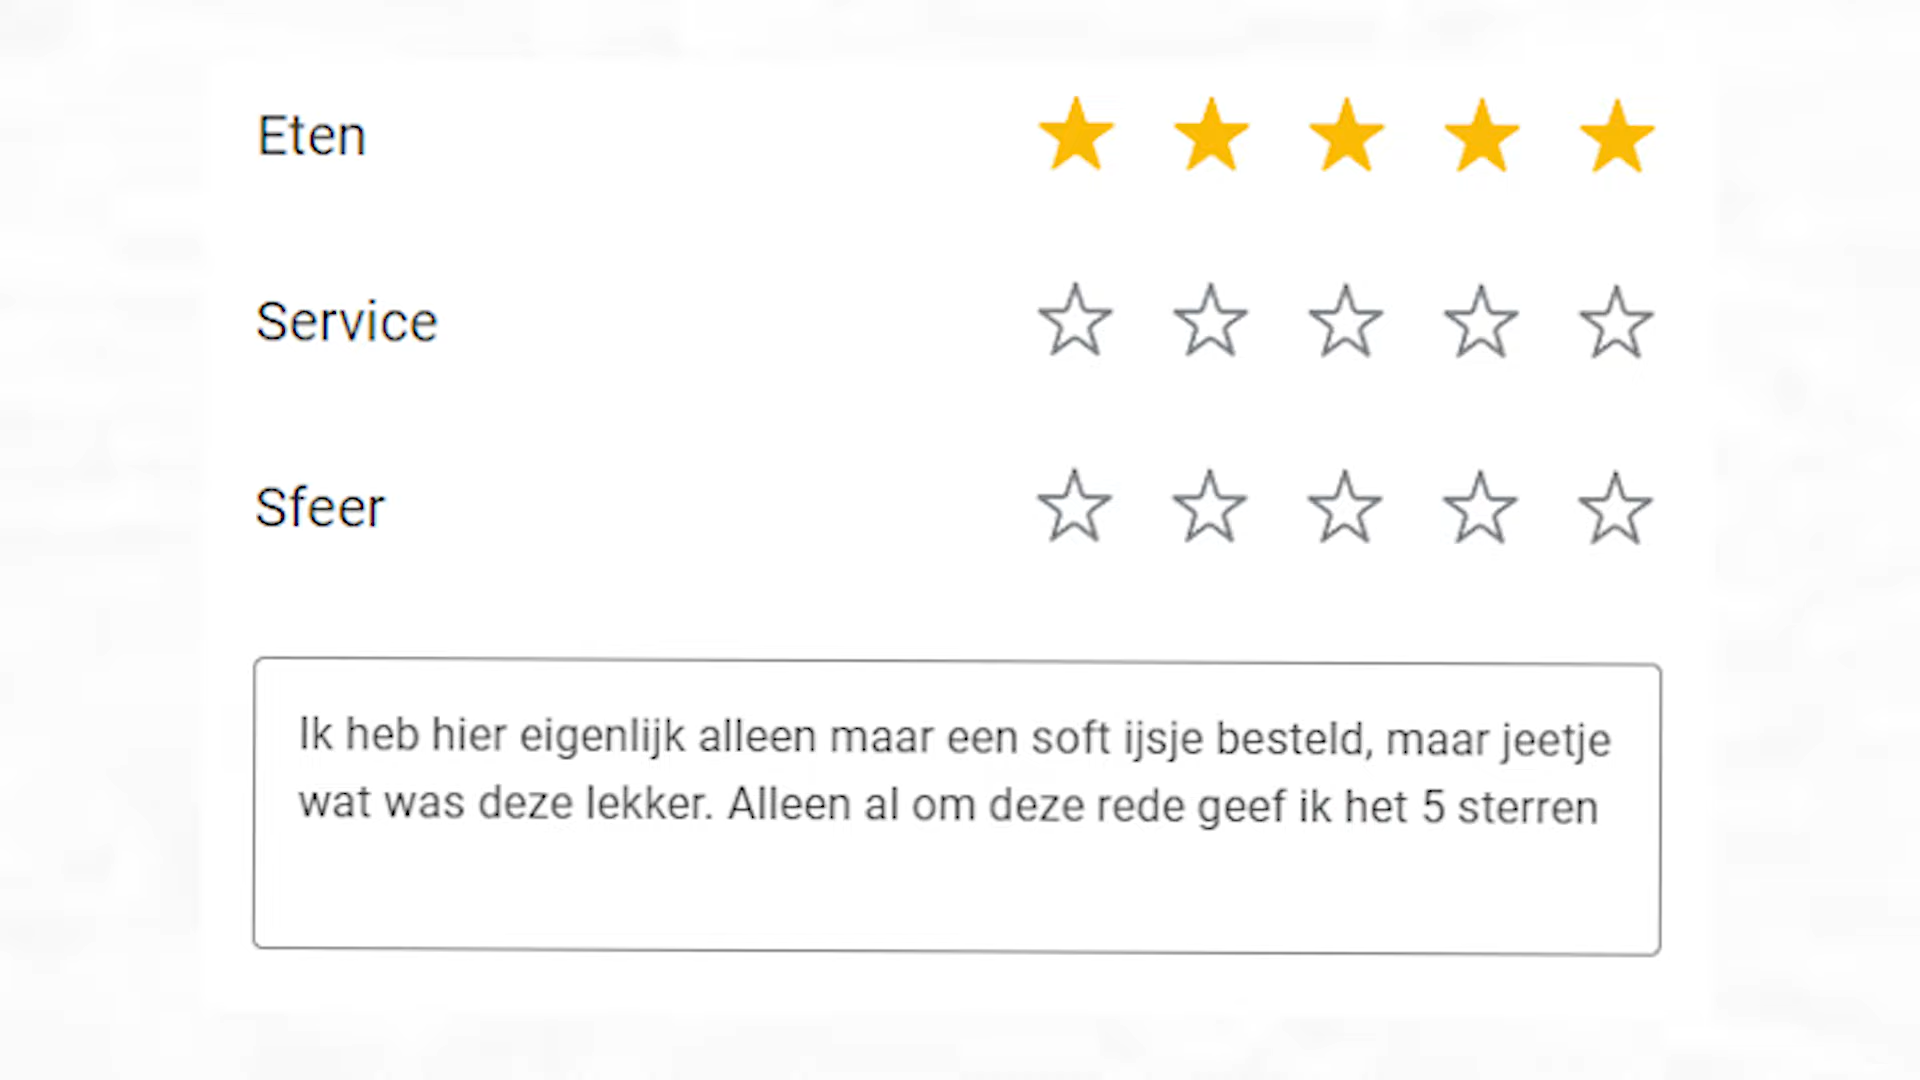 Eten
Service
Sfeer
Ik heb hier eigenlijk alleen maar een soft ijsje besteld, maar jeetje
wat was deze lekker. Alleen al om deze rede geef ik het 5 sterren